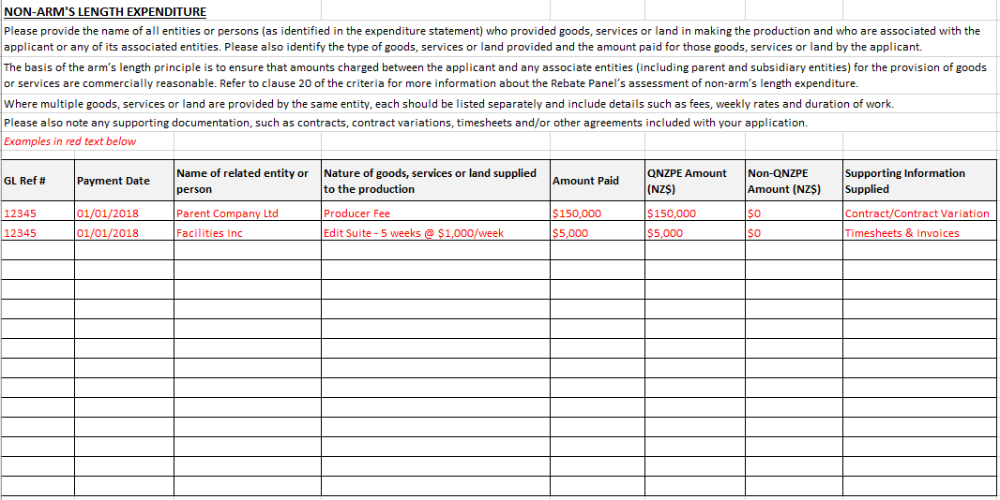 NON-ARM'S LENGTH EXPENDITURE
Please provide the name of all entities or persons (as identified in the expenditure statement) who provided goods, services or land in making the production and who are associated with the
applicant or any of its associated entities. Please also identify the type of goods, services or land provided and the amount paid for those goods, services or land by the applicant.
The basis of the arm's length principle is to ensure that amounts charged between the applicant and any associate entities (including parent and subsidiary entities) for the provision of goods
or services are commercially reasonable. Refer to clause 20 of the criteria for more information about the Rebate Panel's assessment of non-arm's length expenditure.
Where multiple goods, services or land are provided by the same entity, each should be listed separately and include details such as fees, weekly rates and duration of work.
Please also note any supporting documentation, such as contracts, contract variations, timesheets and/or other agreements included with your application.
Examples in red text below
GL Ref # Payment Date Name of related entity or person Nature of goods, services or land supplied to the production Amount Paid QNZPE Amount (NZ$) Non-QNZPE Amount (NZ$) Supporting Information Supplied
12345 01/01/2018 Parent Company Ltd Producer Fee $150,000 $150,000 $0 Contract/Contract Variation
12345 01/01/2018 Facilities Inc Edit Suite - 5 weeks @ $1,000/week $5,000 $5,000 $0 Timesheets & Invoices